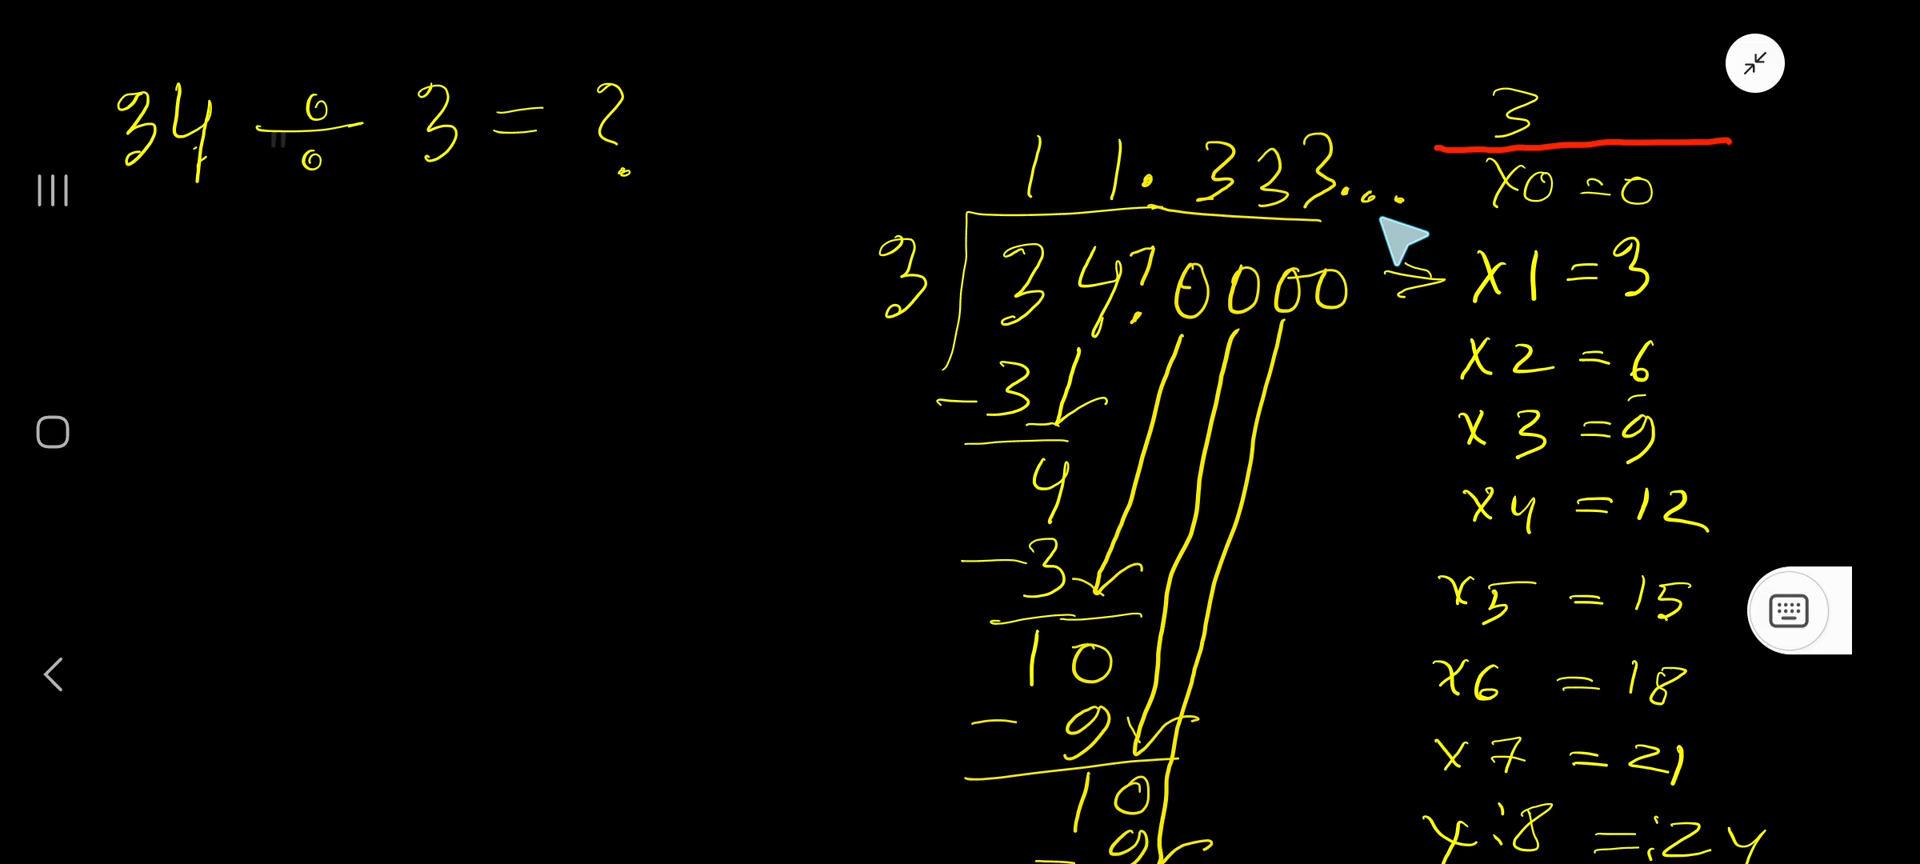 34 ÷ 3 = ?
11.333...
3 34.0000
-3
4
-3
10
- 9
10
- 9
3
x0 = 0
x1 = 3
x2 = 6
x3 = 9
x4 = 12
x5 = 15
x6 = 18
x7 = 21
x8 = 24